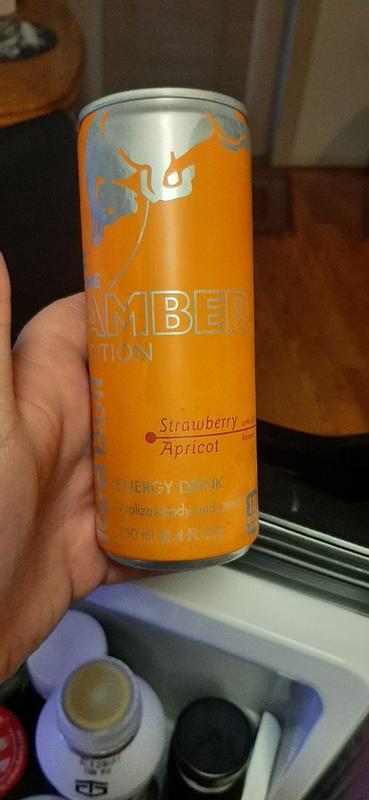 THE
AMBER
EDITION
Red Bull
Strawberry
Apricot
ENERGY DRINK
Vitalizes body and mind.
250 ml (8.4 FL OZ)